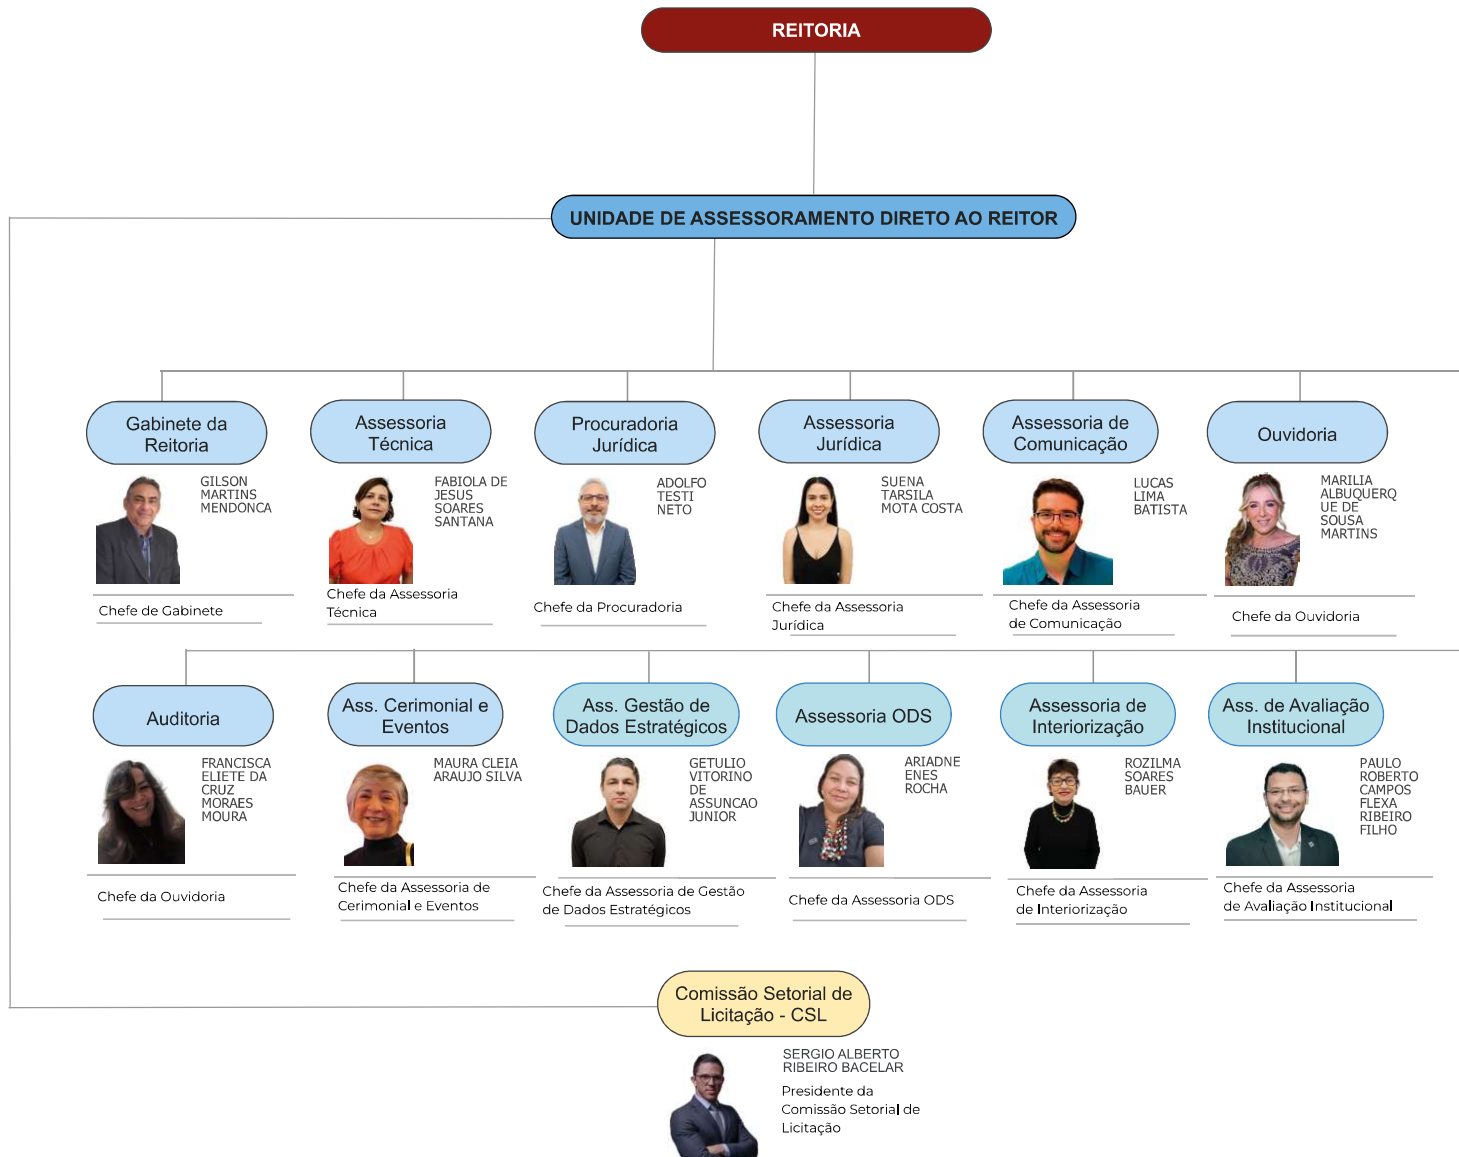 REITORIA
UNIDADE DE ASSESSORAMENTO DIRETO AO REITOR
Gabinete da
Reitoria
GILSON
MARTINS
MENDONCA
Chefe de Gabinete
Assessoria
Técnica
FABIOLA DE
JESUS
SOARES
SANTANA
Chefe da Assessoria
Técnica
Procuradoria
Jurídica
ADOLFO
TESTI
NETO
Chefe da Procuradoria
Assessoria
Jurídica
SUENA
TARSILA
MOTA COSTA
Chefe da Assessoria
Jurídica
Assessoria de
Comunicação
LUCAS
LIMA
BATISTA
Chefe da Assessoria
de Comunicação
Ouvidoria
MARILIA
ALBUQUERQ
UE DE
SOUSA
MARTINS
Chefe da Ouvidoria
Auditoria
FRANCISCA
ELIETE DA
CRUZ
MORAES
MOURA
Chefe da Ouvidoria
Ass. Cerimonial e
Eventos
MAURA CLEIA
ARAUJO SILVA
Chefe da Assessoria de
Cerimonial e Eventos
Ass. Gestão de
Dados Estratégicos
GETULIO
VITORINO
DE
ASSUNCAO
JUNIOR
Chefe da Assessoria de Gestão
de Dados Estratégicos
Assessoria ODS
ARIADNE
ENES
ROCHA
Chefe da Assessoria ODS
Assessoria de
Interiorização
ROZILMA
SOARES
BAUER
Chefe da Assessoria
de Interiorização
Ass. de Avaliação
Institucional
PAULO
ROBERTO
CAMPOS
FLEXA
RIBEIRO
FILHO
Chefe da Assessoria
de Avaliação Institucional
Comissão Setorial de
Licitação - CSL
SERGIO ALBERTO
RIBEIRO BACELAR
Presidente da
Comissão Setorial de
Licitação